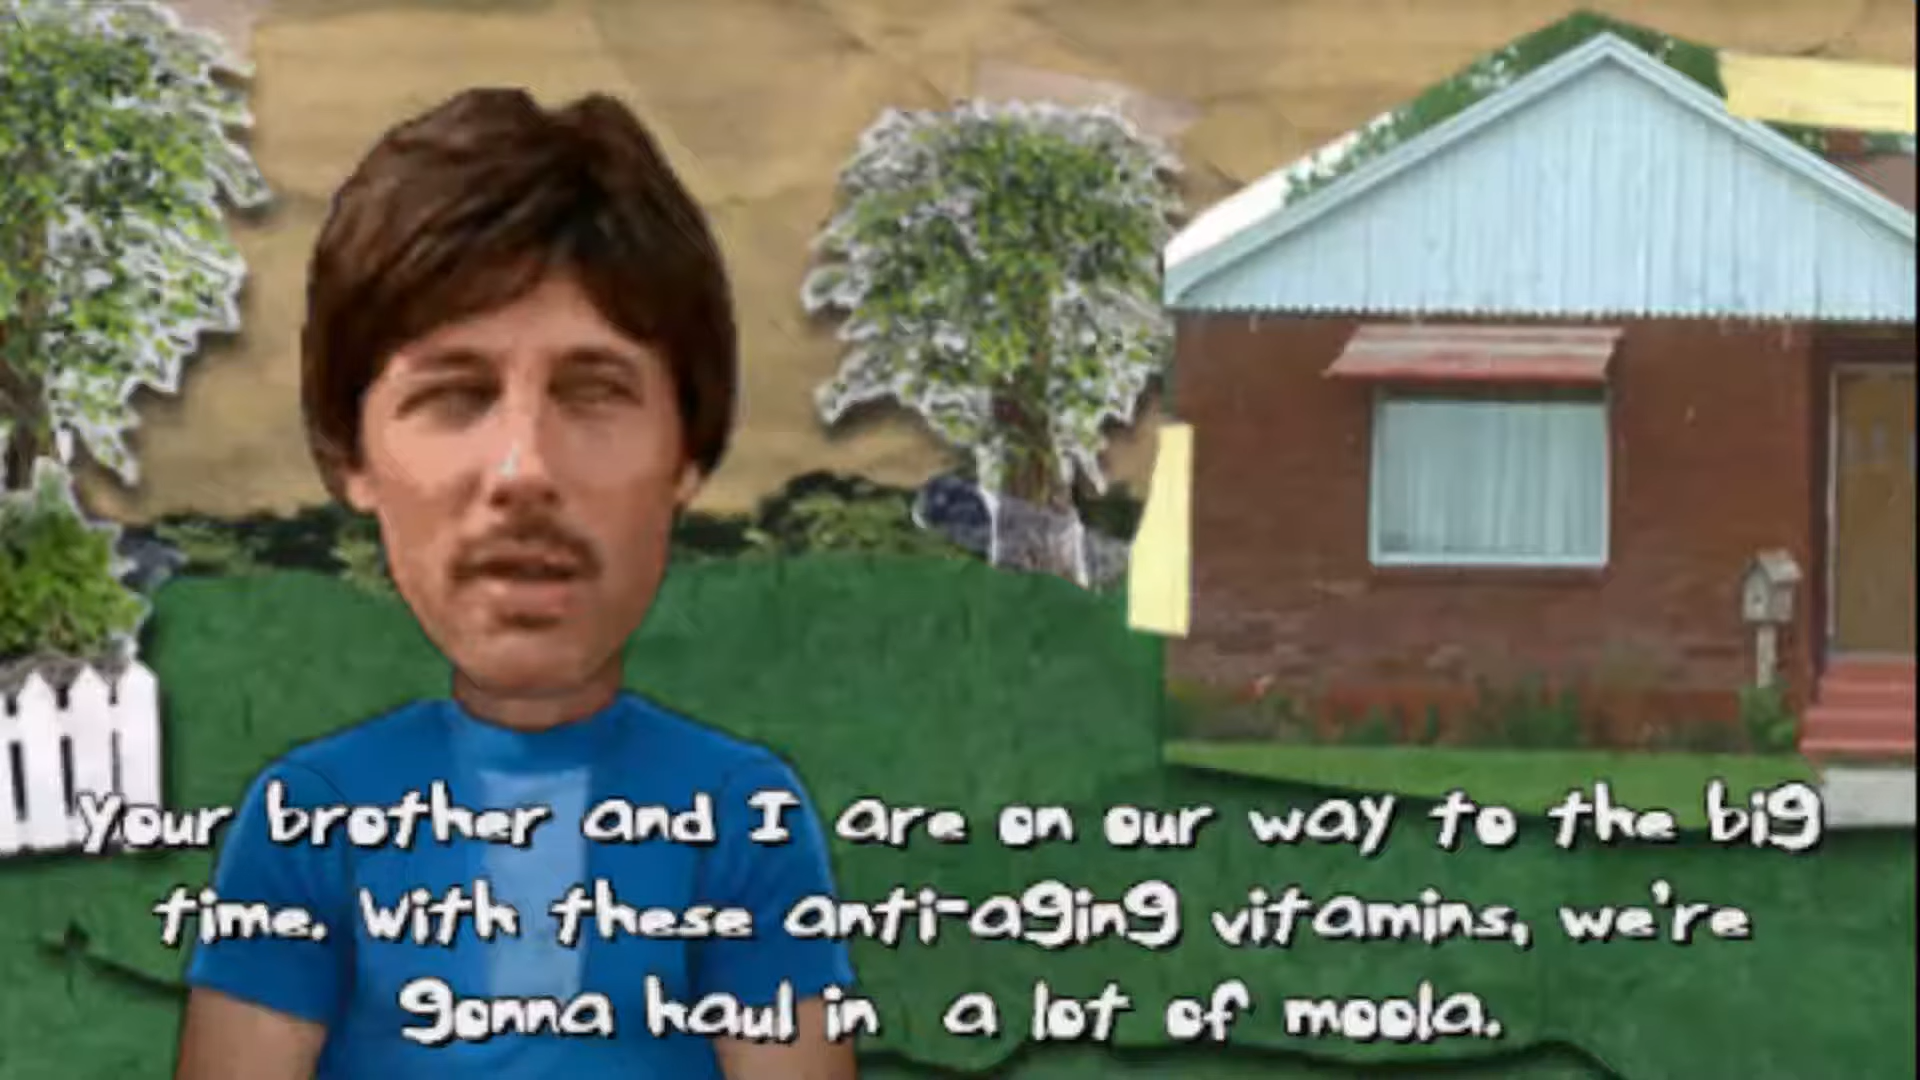 Your brother and I are on our way to the big
time. With these anti-aging vitamins, we're
gonna haul in a lot of moola.